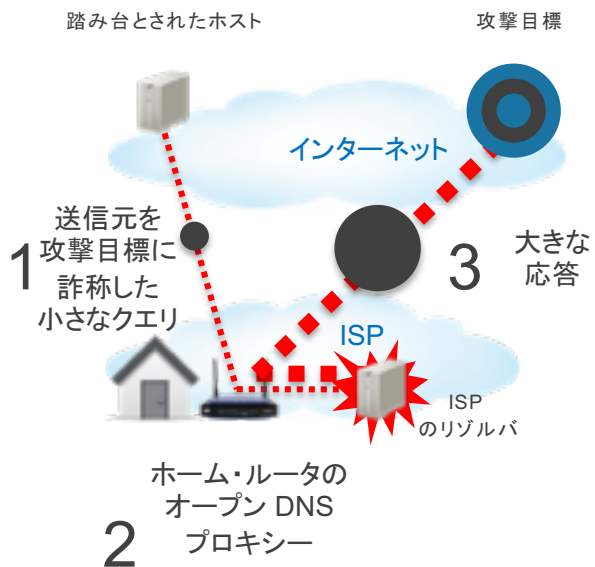 踏み台とされたホスト
攻撃目標
インターネット
1
送信元を
攻撃目標に
詐称した
小さなクエリ
3
大きな
応答
ISP
ISP
のリゾルバ
2
ホーム・ルータの
オープン DNS
プロキシー